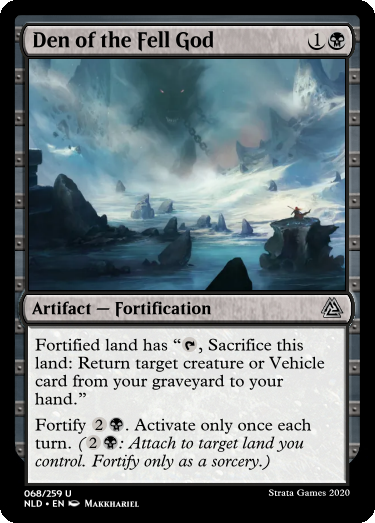 Den of the Fell God 1
Artifact — Fortification
Fortified land has “, Sacrifice this
land: Return target creature or Vehicle
card from your graveyard to your
hand.”
Fortify 2. Activate only once each
turn. (2: Attach to target land you
control. Fortify only as a sorcery.)
068/259 U
NLD • EN Makkhariel
Strata Games 2020